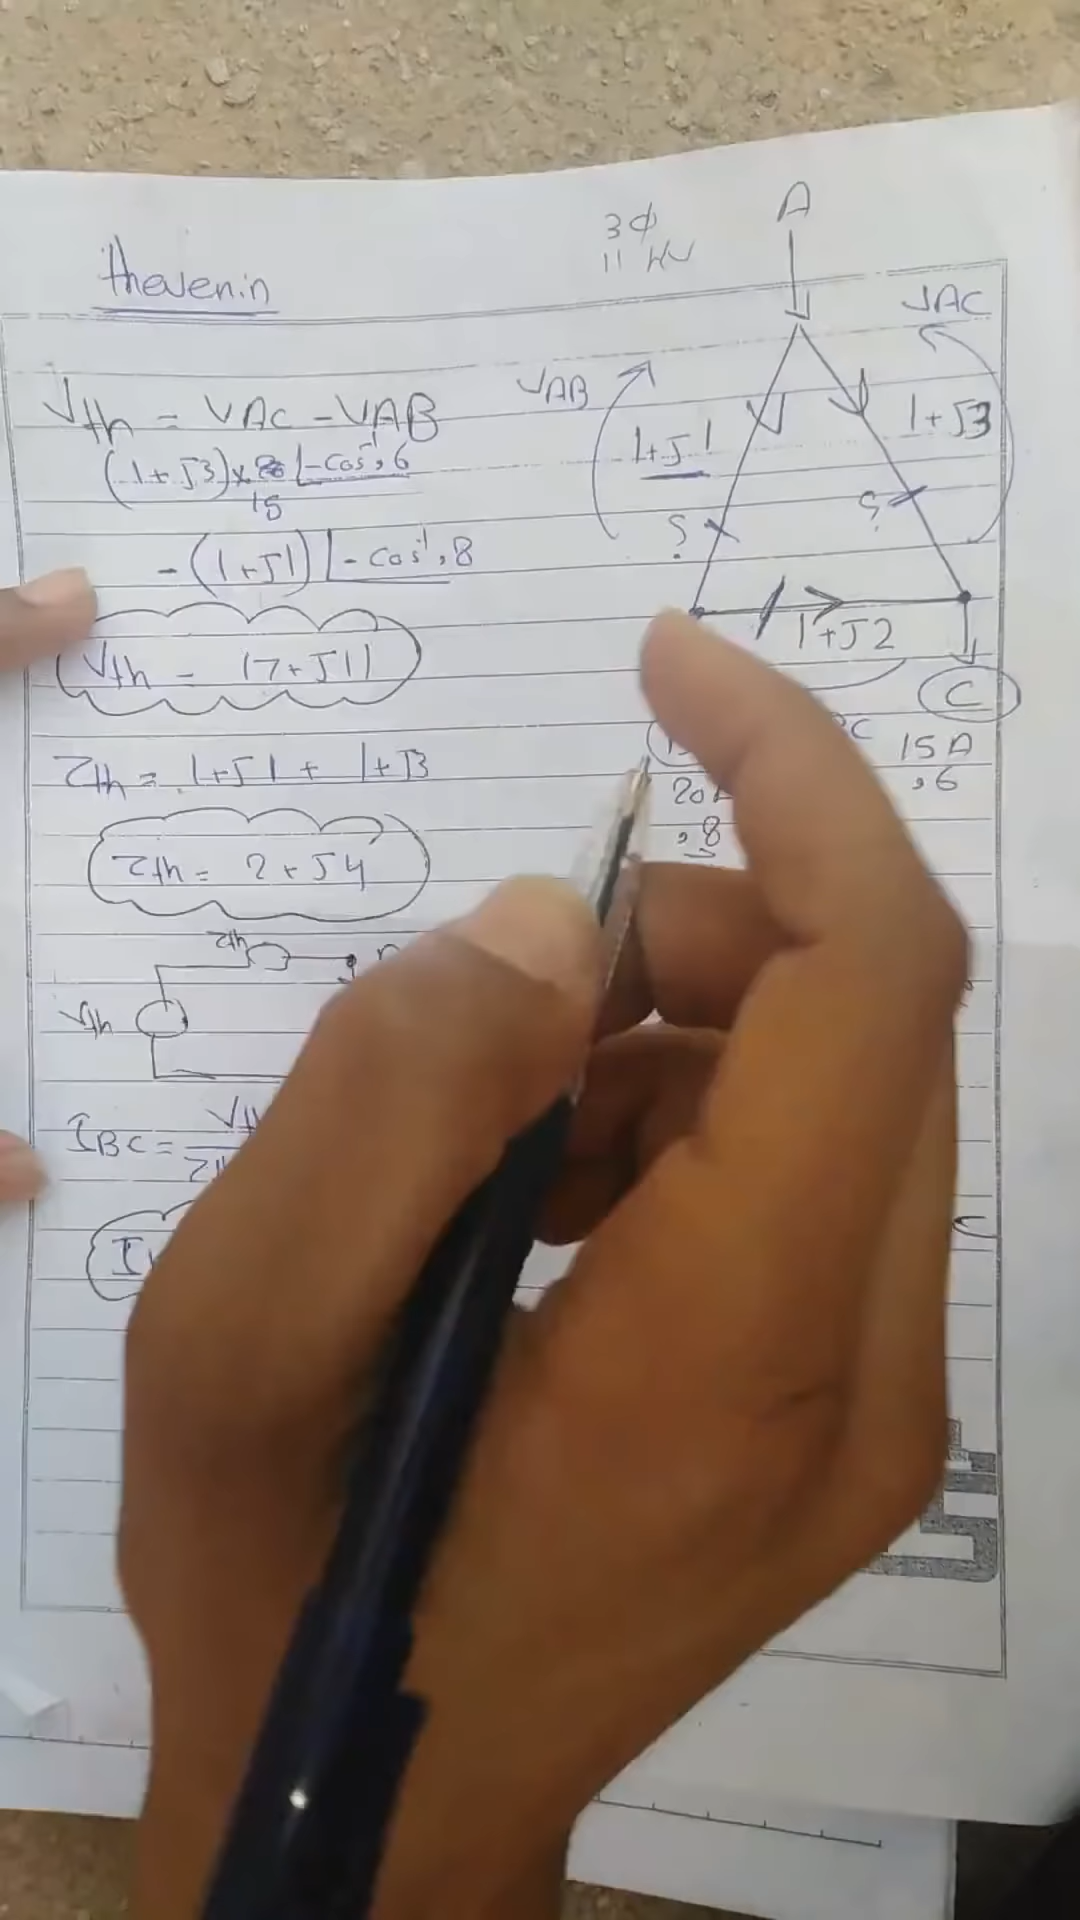 thevenin
3Φ
11 kV
A
VAC
VAB
Vth = VAC - VAB
1+J3
1+J1
(1+J3)×
15
-cos⁻¹,6
?
?
-(1+J1) -cos⁻¹,8
1+J2
Vth = 17+J11
C
15 A
,6
Zth = 1+J1 + 1+J3
20
,8
Zth = 2+J4
Zth
Vth
IBC =